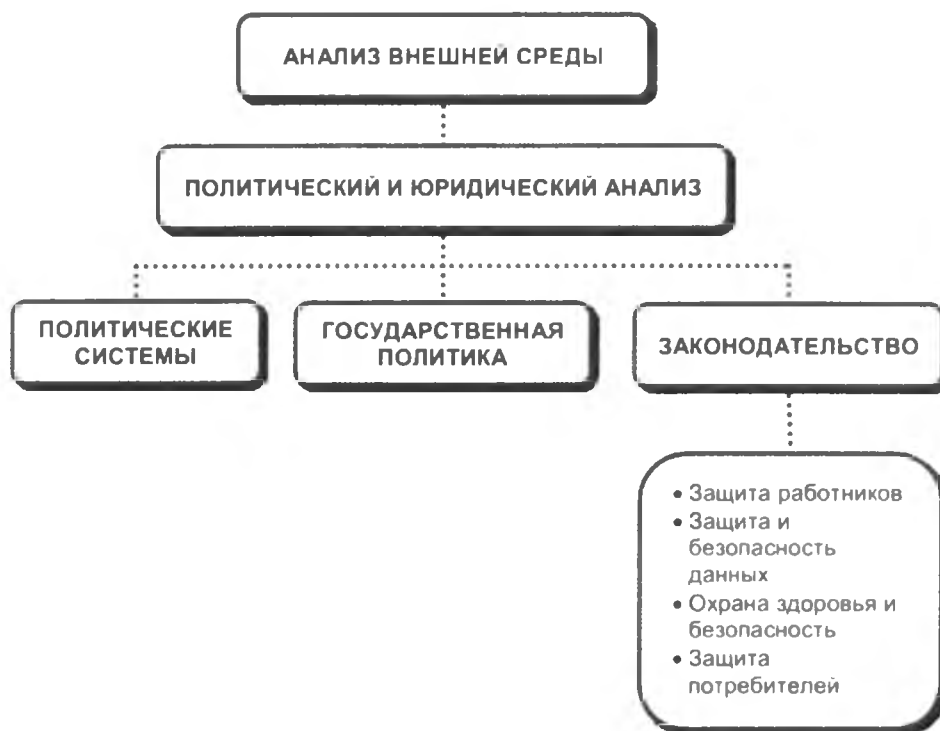 АНАЛИЗ ВНЕШНЕЙ СРЕДЫ
ПОЛИТИЧЕСКИЙ И ЮРИДИЧЕСКИЙ АНАЛИЗ
ПОЛИТИЧЕСКИЕ
СИСТЕМЫ
ГОСУДАРСТВЕННАЯ
ПОЛИТИКА
ЗАКОНОДАТЕЛЬСТВО
• Защита работников
• Защита и
безопасность
данных
• Охрана здоровья и
безопасность
• Защита
потребителей